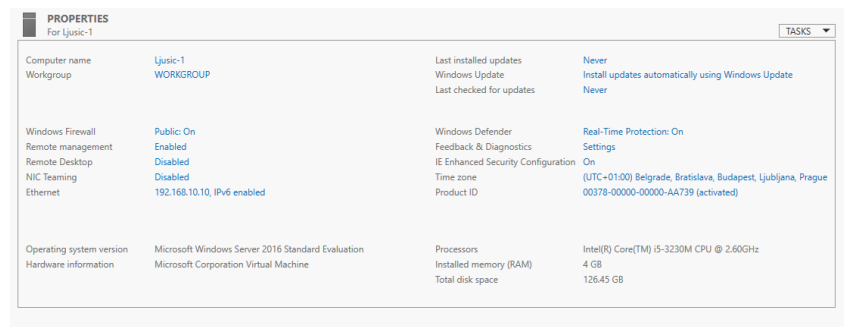 PROPERTIES
For Ljusic-1
TASKS
Computer name Ljusic-1 Last installed updates Never
Workgroup WORKGROUP Windows Update Install updates automatically using Windows Update
Last checked for updates Never
Windows Firewall Public: On Windows Defender Real-Time Protection: On
Remote management Enabled Feedback & Diagnostics Settings
Remote Desktop Disabled IE Enhanced Security Configuration On
NIC Teaming Disabled Time zone (UTC+01:00) Belgrade, Bratislava, Budapest, Ljubljana, Prague
Ethernet 192.168.10.10, IPv6 enabled Product ID 00378-00000-00000-AA739 (activated)
Operating system version Microsoft Windows Server 2016 Standard Evaluation Processors Intel(R) Core(TM) i5-3230M CPU @ 2.60GHz
Hardware information Microsoft Corporation Virtual Machine Installed memory (RAM) 4 GB
Total disk space 126.45 GB